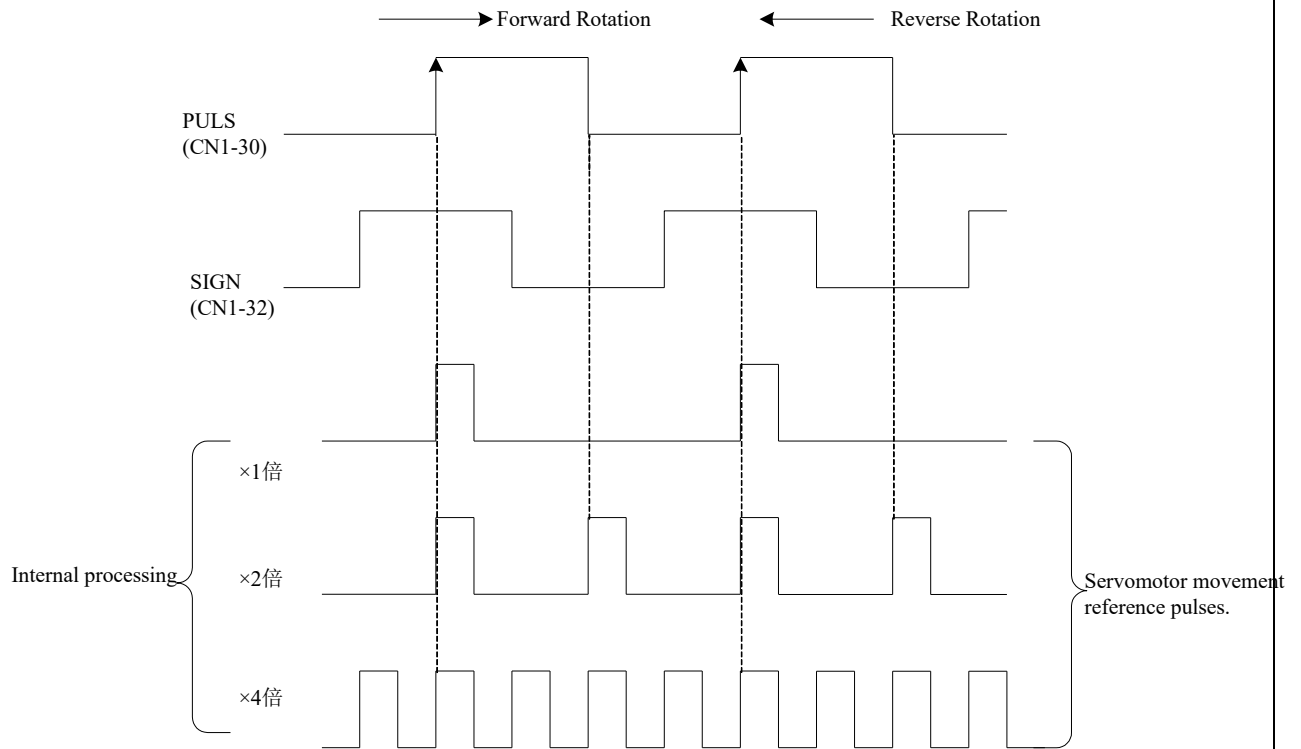 Forward Rotation
Reverse Rotation
PULS
(CN1-30)
SIGN
(CN1-32)
×1倍
Internal processing
×2倍
Servomotor movement
reference pulses.
×4倍